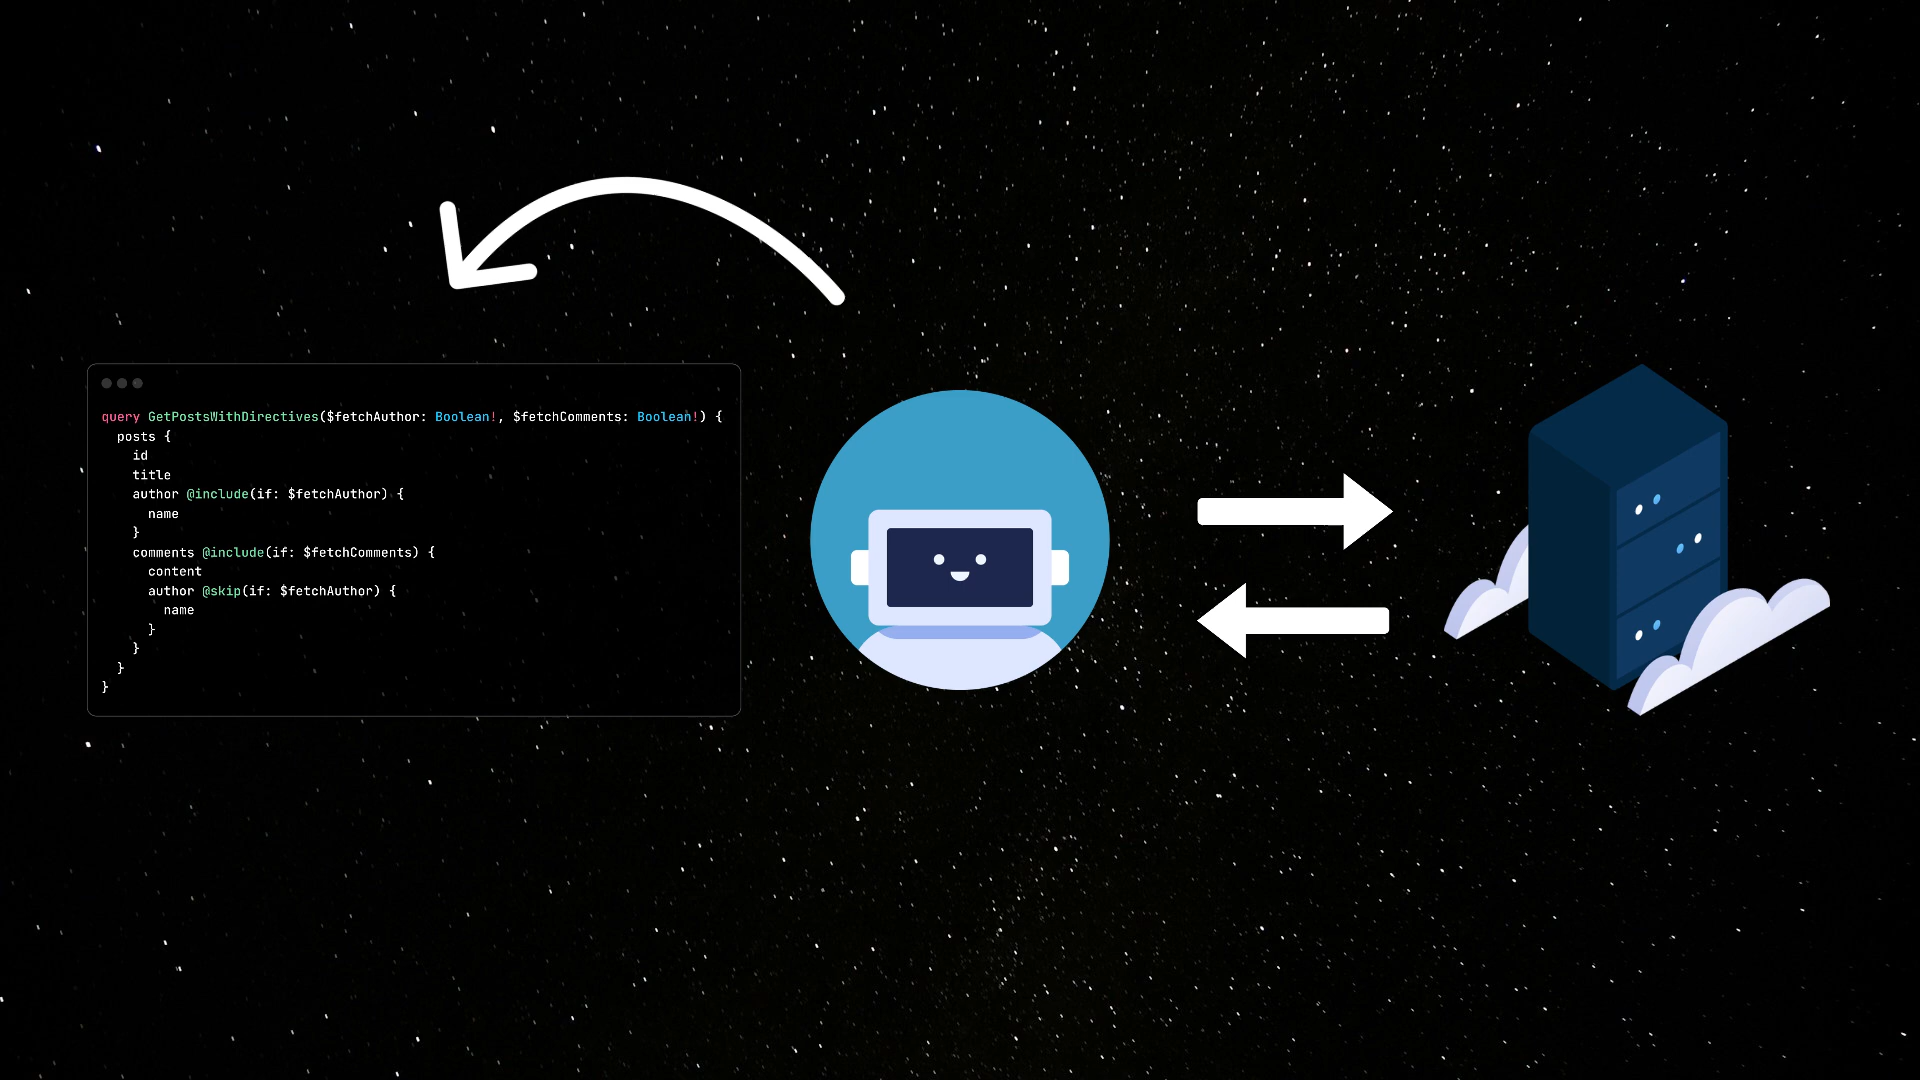 query GetPostsWithDirectives($fetchAuthor: Boolean!, $fetchComments: Boolean!) {
  posts {
    id
    title
    author @include(if: $fetchAuthor) {
      name
    }
    comments @include(if: $fetchComments) {
      content
      author @skip(if: $fetchAuthor) {
        name
      }
    }
  }
}